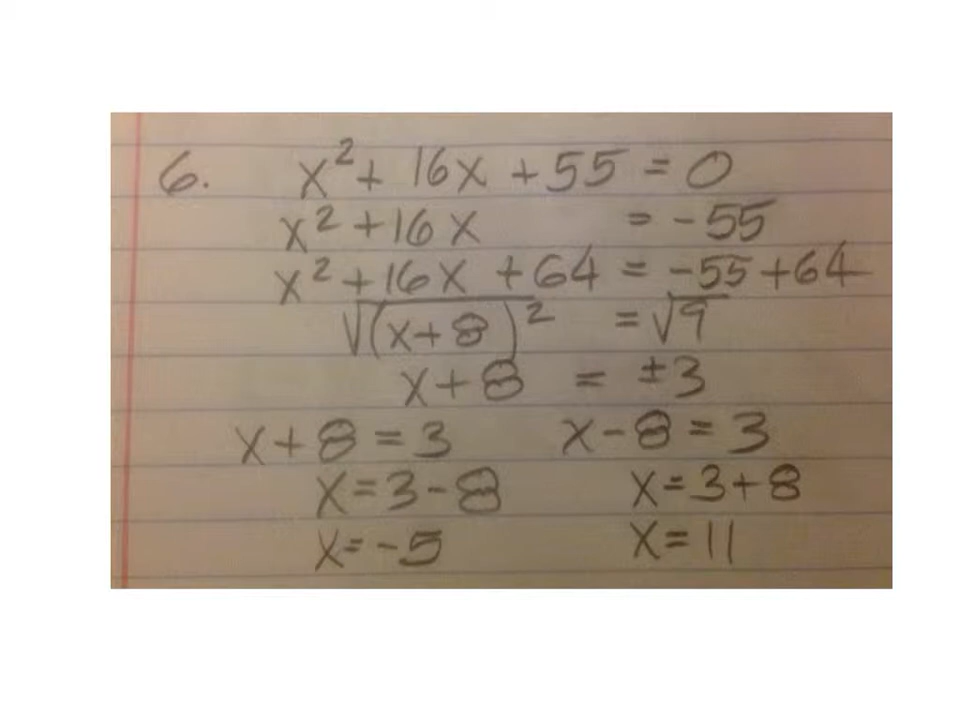 6. x² + 16x + 55 = 0
x² + 16x = -55
x² + 16x + 64 = -55 + 64
√(x + 8)² = √9
x + 8 = ±3
x + 8 = 3 x - 8 = 3
x = 3 - 8 x = 3 + 8
x = -5 x = 11